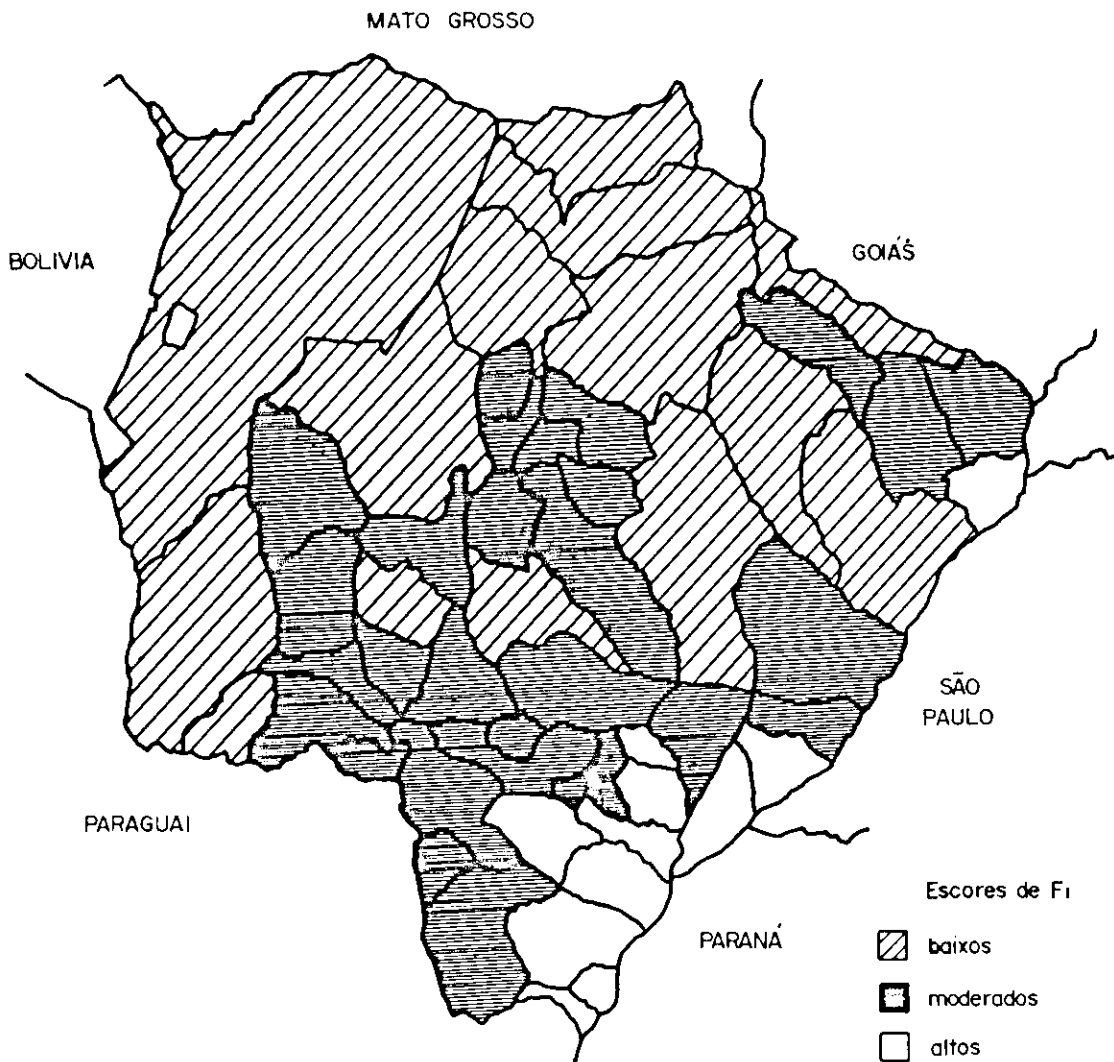 MATO GROSSO
BOLIVIA
GOIÁS
SÃO
PAULO
PARAGUAI
PARANÁ
Escores de F1
baixos
moderados
altos